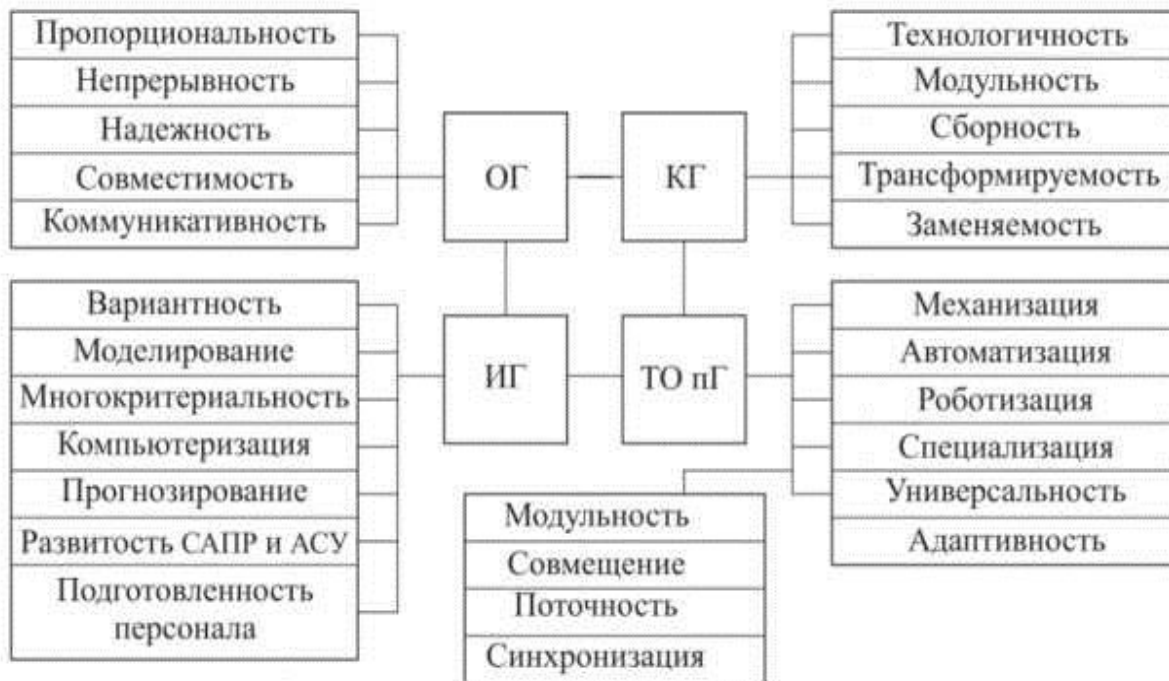 Пропорциональность
Непрерывность
Надежность
Совместимость
Коммуникативность
ОГ
КГ
Технологичность
Модульность
Сборность
Трансформируемость
Заменяемость
Вариантность
Моделирование
Многокритериальность
Компьютеризация
Прогнозирование
Развитость САПР и АСУ
Подготовленность
персонала
ИГ
ТО пГ
Механизация
Автоматизация
Роботизация
Специализация
Универсальность
Адаптивность
Модульность
Совмещение
Поточность
Синхронизация